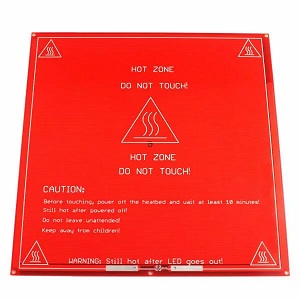 HOT ZONE
DO NOT TOUCH!
HOT ZONE
DO NOT TOUCH!
CAUTION:
Before touching, power off the heatbed and wait at least 10 minutes!
Still hot after powered off!
Do not leave unattended!
Keep away from children!
WARNING: Still hot after LED goes out!